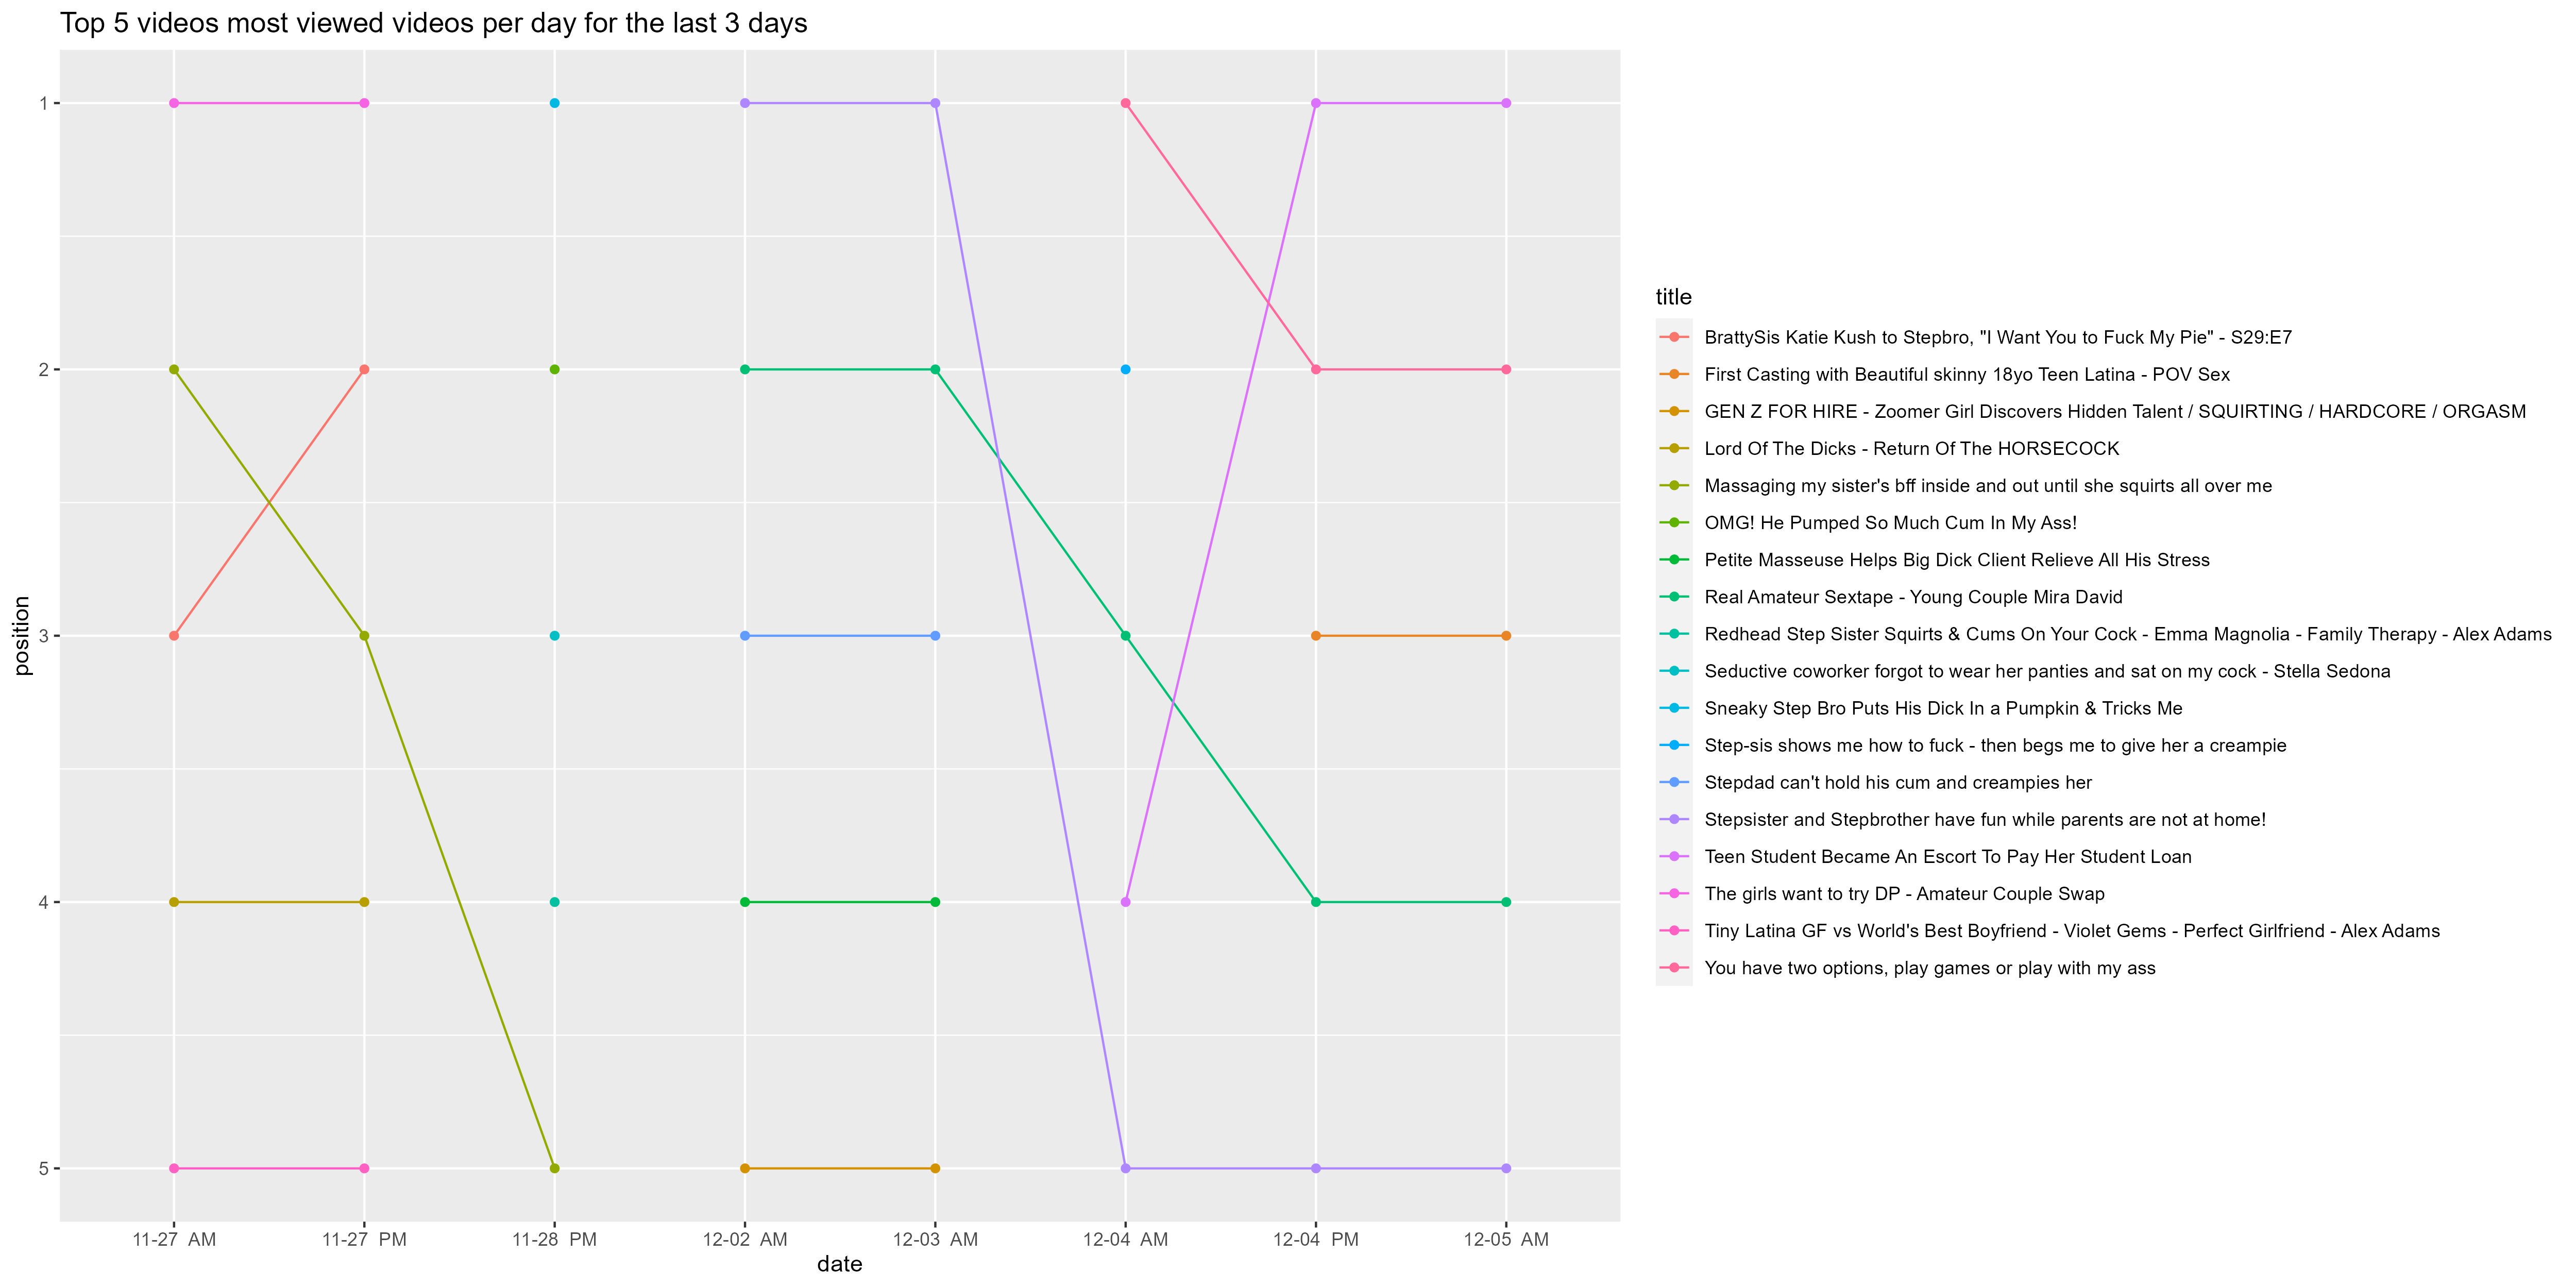 Top 5 videos most viewed videos per day for the last 3 days
position
1
2
3
4
5
11-27 AM
11-27 PM
11-28 PM
12-02 AM
12-03 AM
12-04 AM
12-04 PM
12-05 AM
date
title
BrattySis Katie Kush to Stepbro, "I Want You to Fuck My Pie" - S29:E7
First Casting with Beautiful skinny 18yo Teen Latina - POV Sex
GEN Z FOR HIRE - Zoomer Girl Discovers Hidden Talent / SQUIRTING / HARDCORE / ORGASM
Lord Of The Dicks - Return Of The HORSECOCK
Massaging my sister's bff inside and out until she squirts all over me
OMG! He Pumped So Much Cum In My Ass!
Petite Masseuse Helps Big Dick Client Relieve All His Stress
Real Amateur Sextape - Young Couple Mira David
Redhead Step Sister Squirts & Cums On Your Cock - Emma Magnolia - Family Therapy - Alex Adams
Seductive coworker forgot to wear her panties and sat on my cock - Stella Sedona
Sneaky Step Bro Puts His Dick In a Pumpkin & Tricks Me
Step-sis shows me how to fuck - then begs me to give her a creampie
Stepdad can't hold his cum and creampies her
Stepsister and Stepbrother have fun while parents are not at home!
Teen Student Became An Escort To Pay Her Student Loan
The girls want to try DP - Amateur Couple Swap
Tiny Latina GF vs World's Best Boyfriend - Violet Gems - Perfect Girlfriend - Alex Adams
You have two options, play games or play with my ass